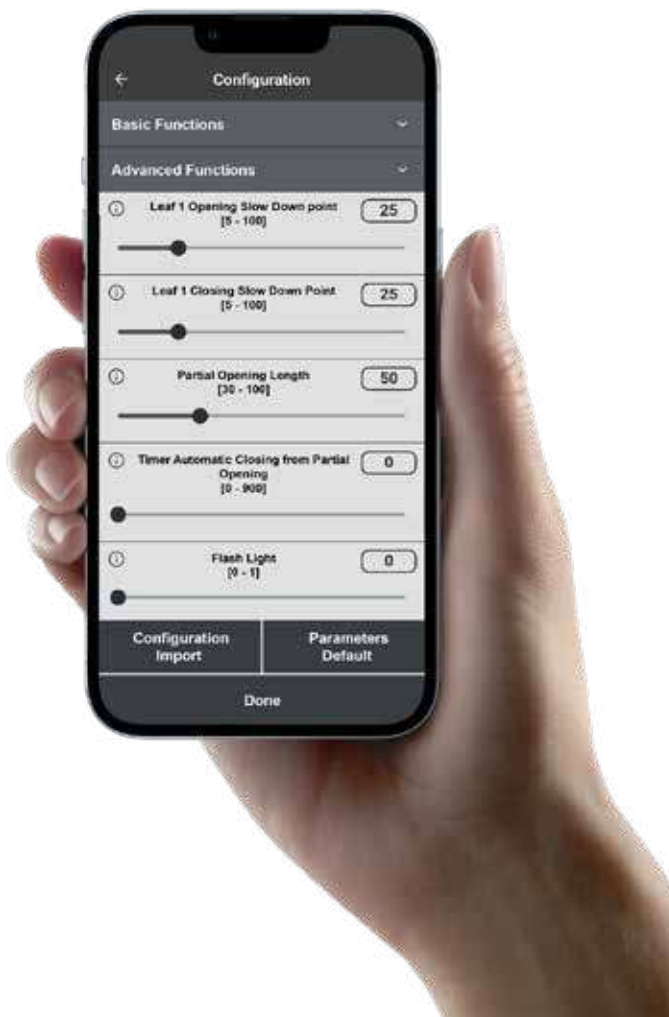 Configuration
Basic Functions
Advanced Functions
Leaf 1 Opening Slow Down point
[5 - 100]
25
Leaf 1 Closing Slow Down Point
[5 - 100]
25
Partial Opening Length
[30 - 100]
50
Timer Automatic Closing from Partial
Opening
[0 - 900]
0
Flash Light
[0 - 1]
0
Configuration
Import
Parameters
Default
Done